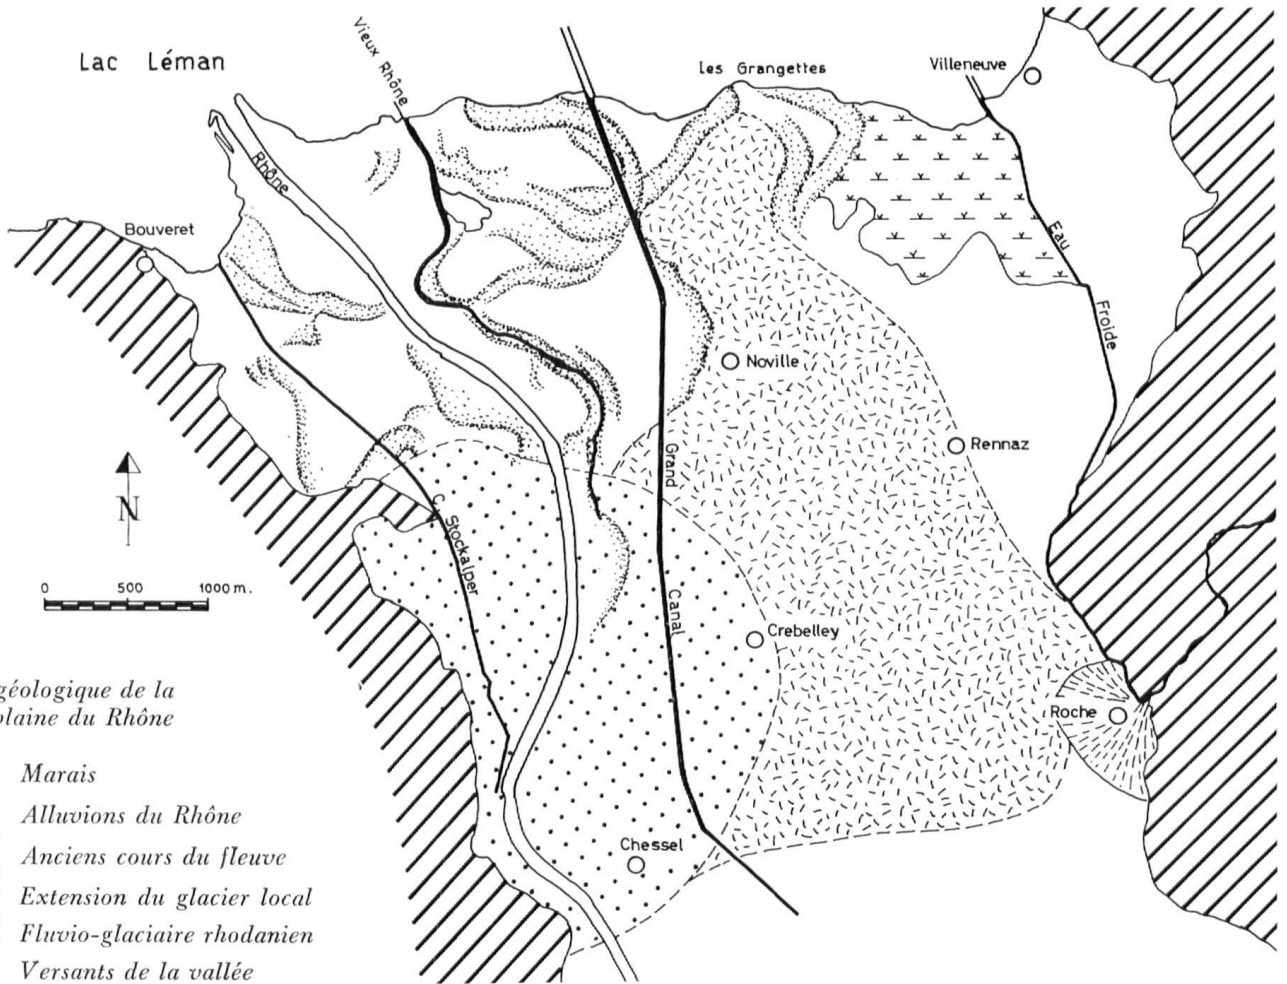 Lac Léman
Vieux Rhône
Les Grangettes
Villeneuve
Rhône
Bouveret
Eau
Froide
Noville
Rennaz
Grand
N
C. Stockalper
0 500 1000 m.
Canal
Crebelley
géologique de la
plaine du Rhône
Roche
Marais
Alluvions du Rhône
Chessel
Anciens cours du fleuve
Extension du glacier local
Fluvio-glaciaire rhodanien
Versants de la vallée